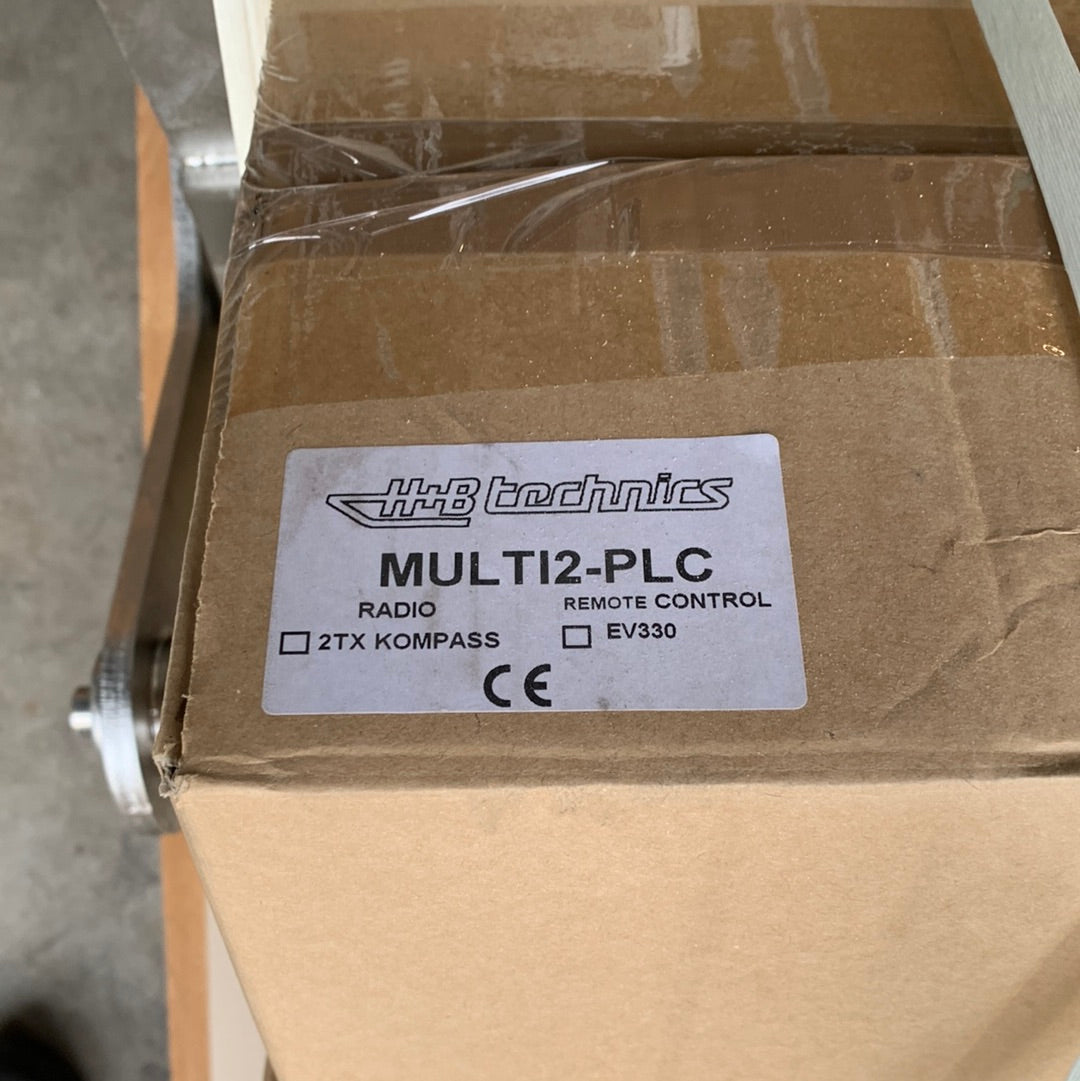 H+B technics
MULTI2-PLC
RADIO REMOTE CONTROL
2TX KOMPASS EV330
CE